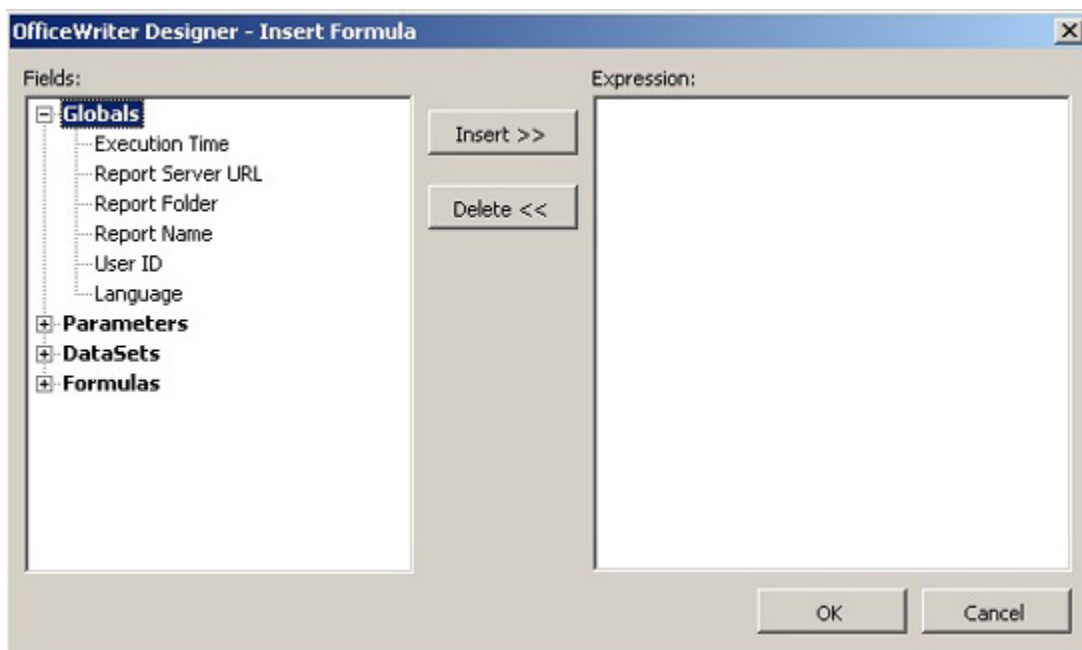 OfficeWriter Designer - Insert Formula
Fields:
Expression:
Globals
Execution Time
Report Server URL
Report Folder
Report Name
User ID
Language
Parameters
DataSets
Formulas
Insert >>
Delete <<
OK
Cancel